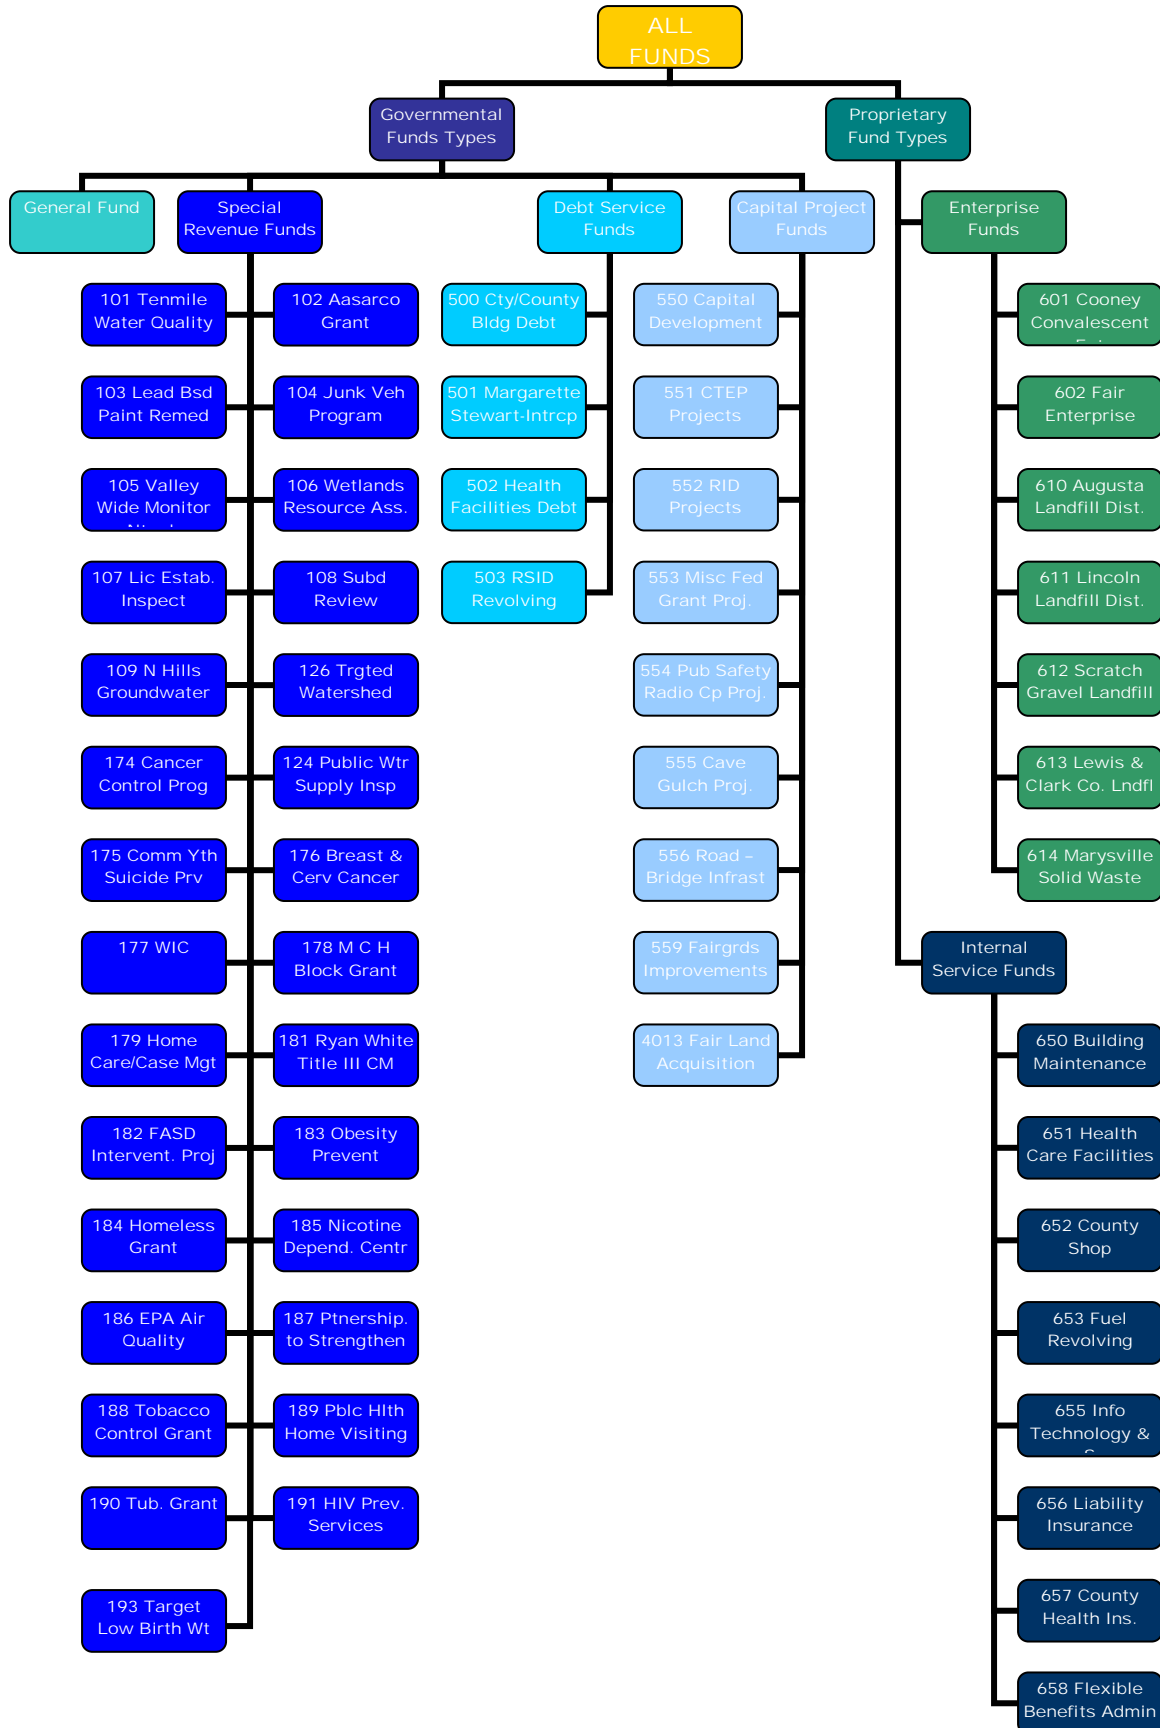 ALL
FUNDS
Governmental
Funds Types
Proprietary
Fund Types
General Fund
Special
Revenue Funds
Debt Service
Funds
Capital Project
Funds
Enterprise
Funds
101 Tenmile
Water Quality
102 Aasarco
Grant
500 Cty/County
Bldg Debt
550 Capital
Development
601 Cooney
Convalescent
103 Lead Bsd
Paint Remed
104 Junk Veh
Program
501 Margarette
Stewart-Intrcp
551 CTEP
Projects
602 Fair
Enterprise
105 Valley
Wide Monitor
106 Wetlands
Resource Ass.
502 Health
Facilities Debt
552 RID
Projects
610 Augusta
Landfill Dist.
107 Lic Estab.
Inspect
108 Subd
Review
503 RSID
Revolving
553 Misc Fed
Grant Proj.
611 Lincoln
Landfill Dist.
109 N Hills
Groundwater
126 Trgted
Watershed
554 Pub Safety
Radio Cp Proj.
612 Scratch
Gravel Landfill
174 Cancer
Control Prog
124 Public Wtr
Supply Insp
555 Cave
Gulch Proj.
613 Lewis &
Clark Co. Lndfl
175 Comm Yth
Suicide Prv
176 Breast &
Cerv Cancer
556 Road –
Bridge Infrast
614 Marysville
Solid Waste
177 WIC
178 M C H
Block Grant
559 Fairgrds
Improvements
Internal
Service Funds
179 Home
Care/Case Mgt
181 Ryan White
Title III CM
4013 Fair Land
Acquisition
650 Building
Maintenance
182 FASD
Intervent. Proj
183 Obesity
Prevent
651 Health
Care Facilities
184 Homeless
Grant
185 Nicotine
Depend. Centr
652 County
Shop
186 EPA Air
Quality
187 Ptnership.
to Strengthen
653 Fuel
Revolving
188 Tobacco
Control Grant
189 Pblc Hlth
Home Visiting
655 Info
Technology &
190 Tub. Grant
191 HIV Prev.
Services
656 Liability
Insurance
193 Target
Low Birth Wt
657 County
Health Ins.
658 Flexible
Benefits Admin